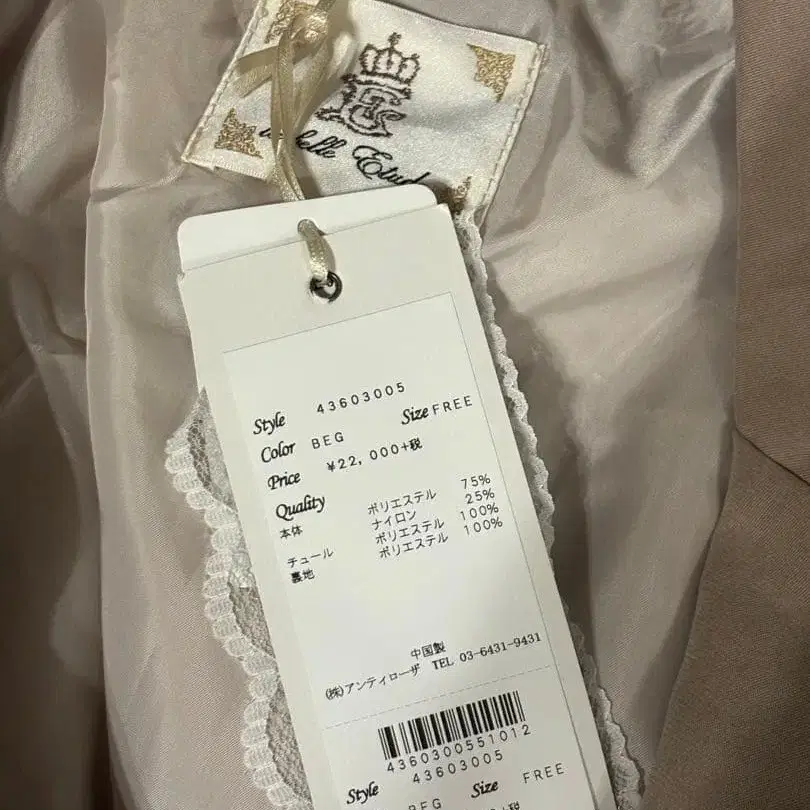 Style 43603005
Color BEG Size FREE
Price ¥22,000+税
Quality
本体 ポリエステル 75%
ナイロン 25%
チュール ポリエステル 100%
裏地 ポリエステル 100%
中国製
㈱アンティローザ TEL 03-6431-9431
4360300551012
Style 43603005
BEG Size FREE
+税